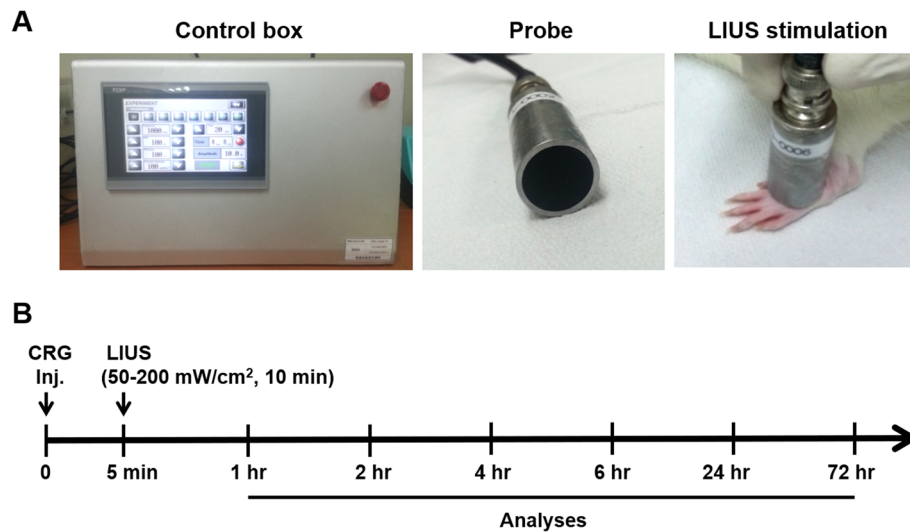 A
Control box
Probe
LIUS stimulation
EXPERIMENT
1000
20
100
100
10.0
100
0006
B
CRG
Inj.
LIUS
(50-200 mW/cm², 10 min)
0
5 min
1 hr
2 hr
4 hr
6 hr
24 hr
72 hr
Analyses